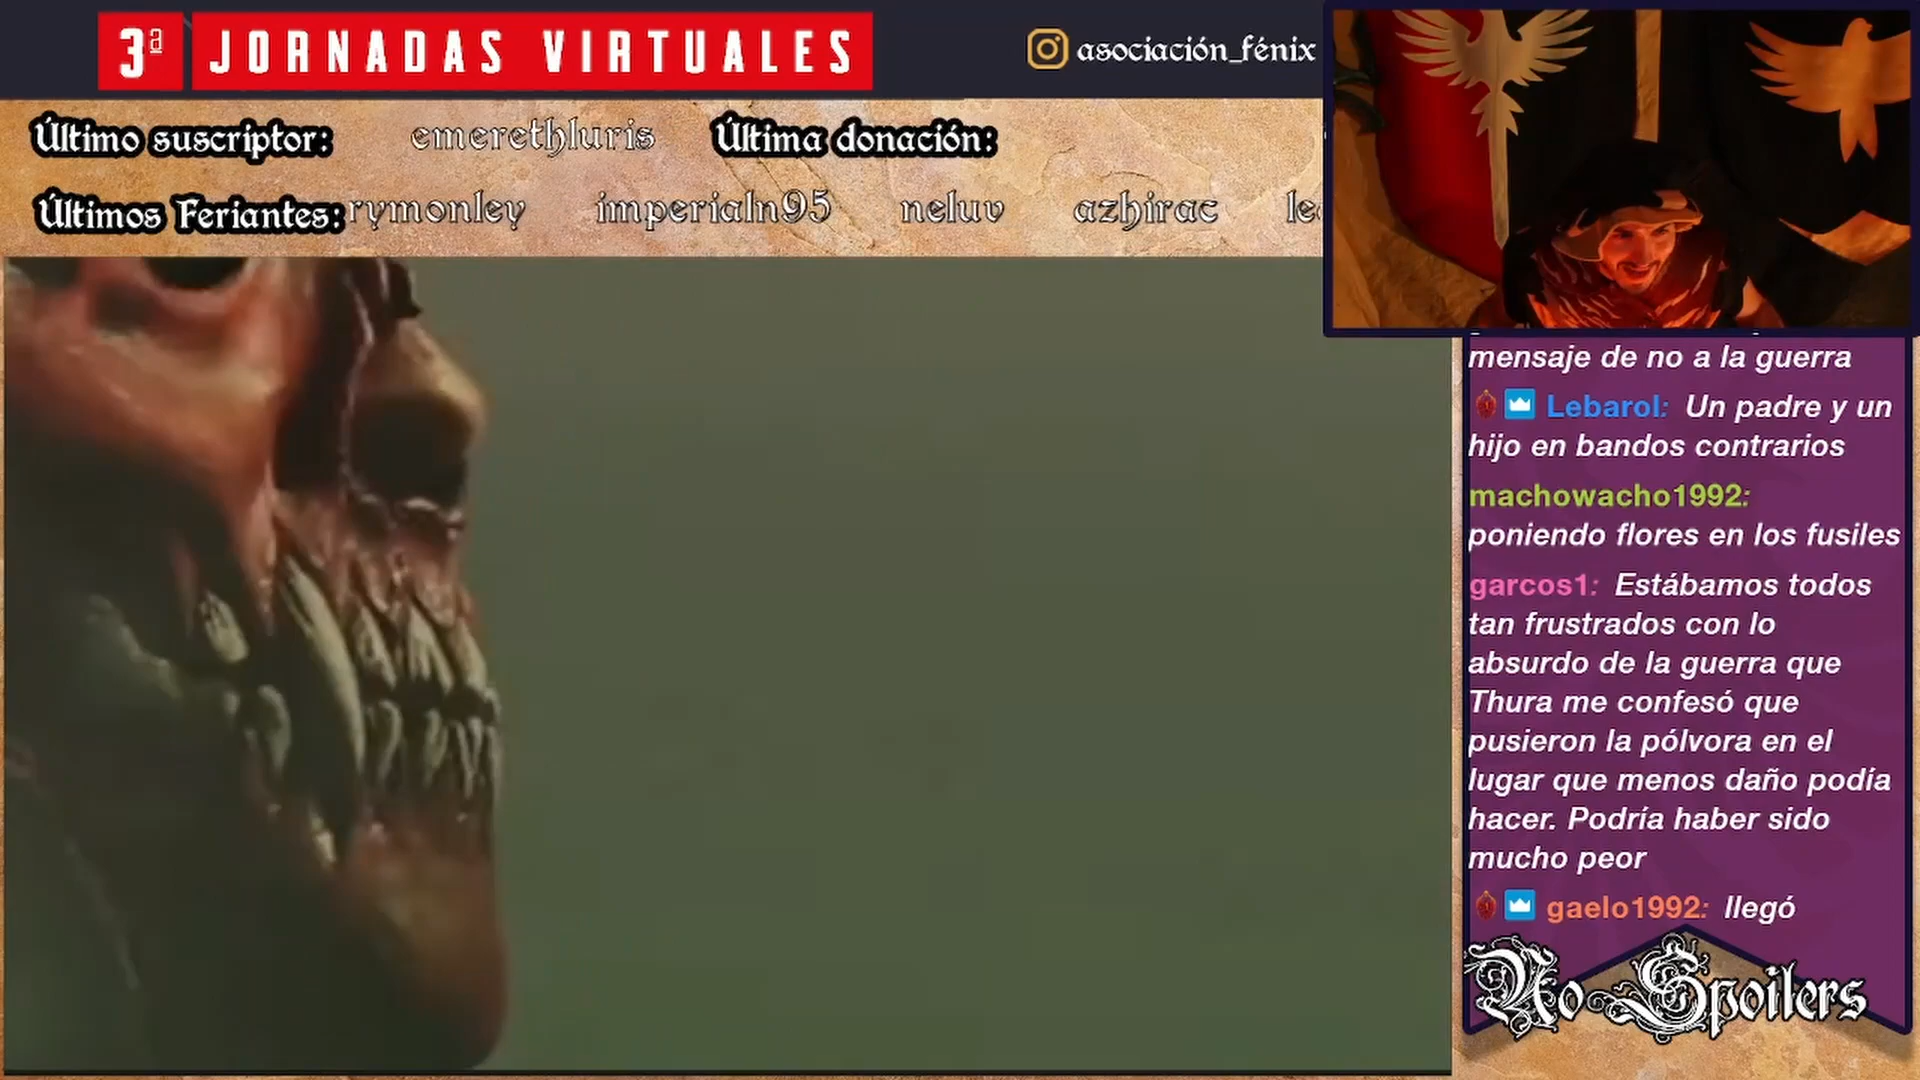 3ª JORNADAS VIRTUALES
asociación_fénix
Último suscriptor: emerethluris Última donación:
Últimos Feriantes: rymonley imperialn95 neluv azhirac
mensaje de no a la guerra
Lebarol: Un padre y un
hijo en bandos contrarios
machowacho1992:
poniendo flores en los fusiles
garcos1: Estábamos todos
tan frustrados con lo
absurdo de la guerra que
Thura me confesó que
pusieron la pólvora en el
lugar que menos daño podía
hacer. Podría haber sido
mucho peor
gaelo1992: llegó
No Spoilers